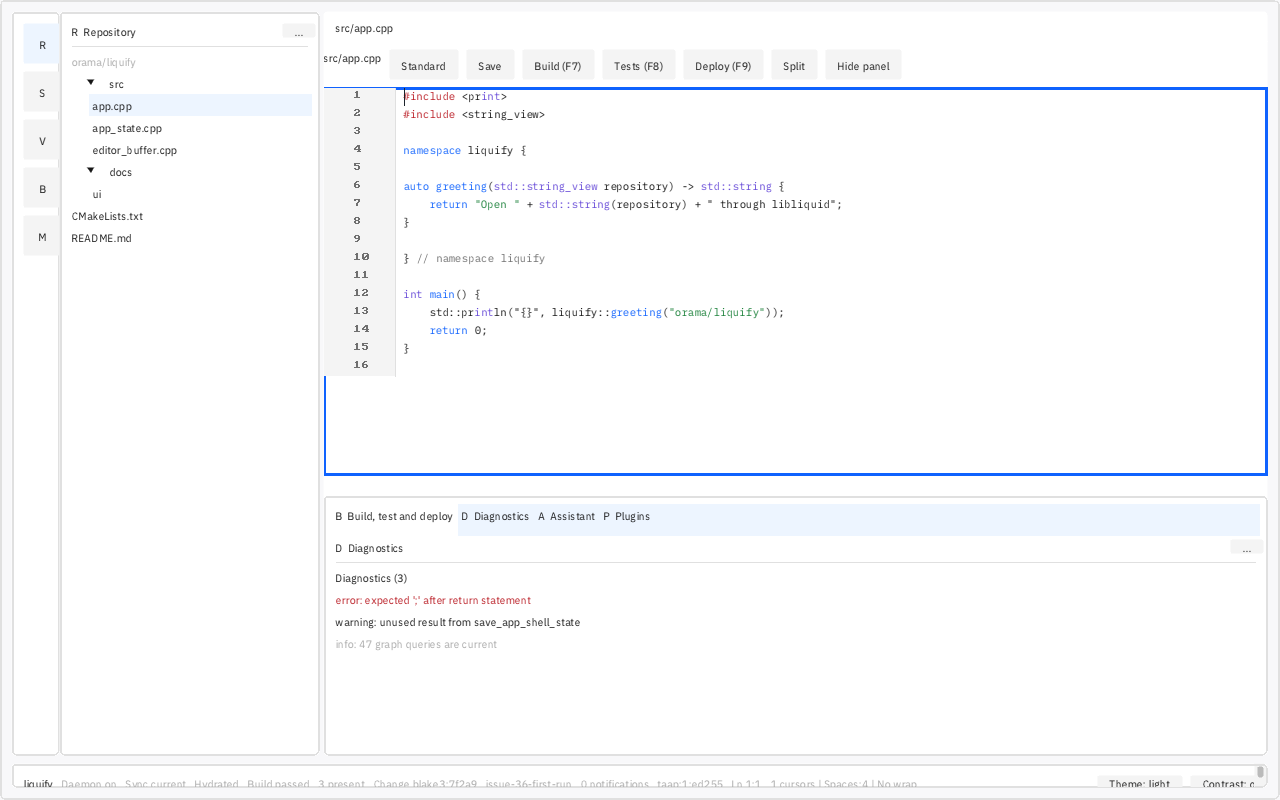 R
S
V
B
M
R Repository
...
orama/liquify
src
app.cpp
app_state.cpp
editor_buffer.cpp
docs
ui
CMakeLists.txt
README.md
src/app.cpp
src/app.cpp Standard Save Build (F7) Tests (F8) Deploy (F9) Split Hide panel
1 #include <print>
2 #include <string_view>
3
4 namespace liquify {
5
6 auto greeting(std::string_view repository) -> std::string {
7 return "Open " + std::string(repository) + " through libliquid";
8 }
9
10 } // namespace liquify
11
12 int main() {
13 std::println("{}", liquify::greeting("orama/liquify"));
14 return 0;
15 }
16
B Build, test and deploy D Diagnostics A Assistant P Plugins
D Diagnostics ...
Diagnostics (3)
error: expected ';' after return statement
warning: unused result from save_app_shell_state
info: 47 graph queries are current
liquify Daemon on Sync current Hydrated Build passed 3 present Change blake3:7f2a9 issue-36-first-run 0 notifications Ln 1:1 1 cursors | Spaces:4 | No wrap Theme: light Contrast: